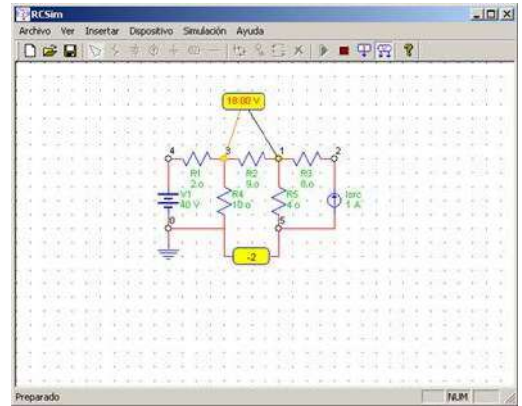 RCSim
Archivo Ver Insertar Dispositivo Simulación Ayuda
18.00 V
4 3 1 2
R1 R2 R3
2.o 9.o 8.o
V1 R4 R5 Isrc
40 V 10 o 4 o 1 A
0 5
-2
Preparado NUM